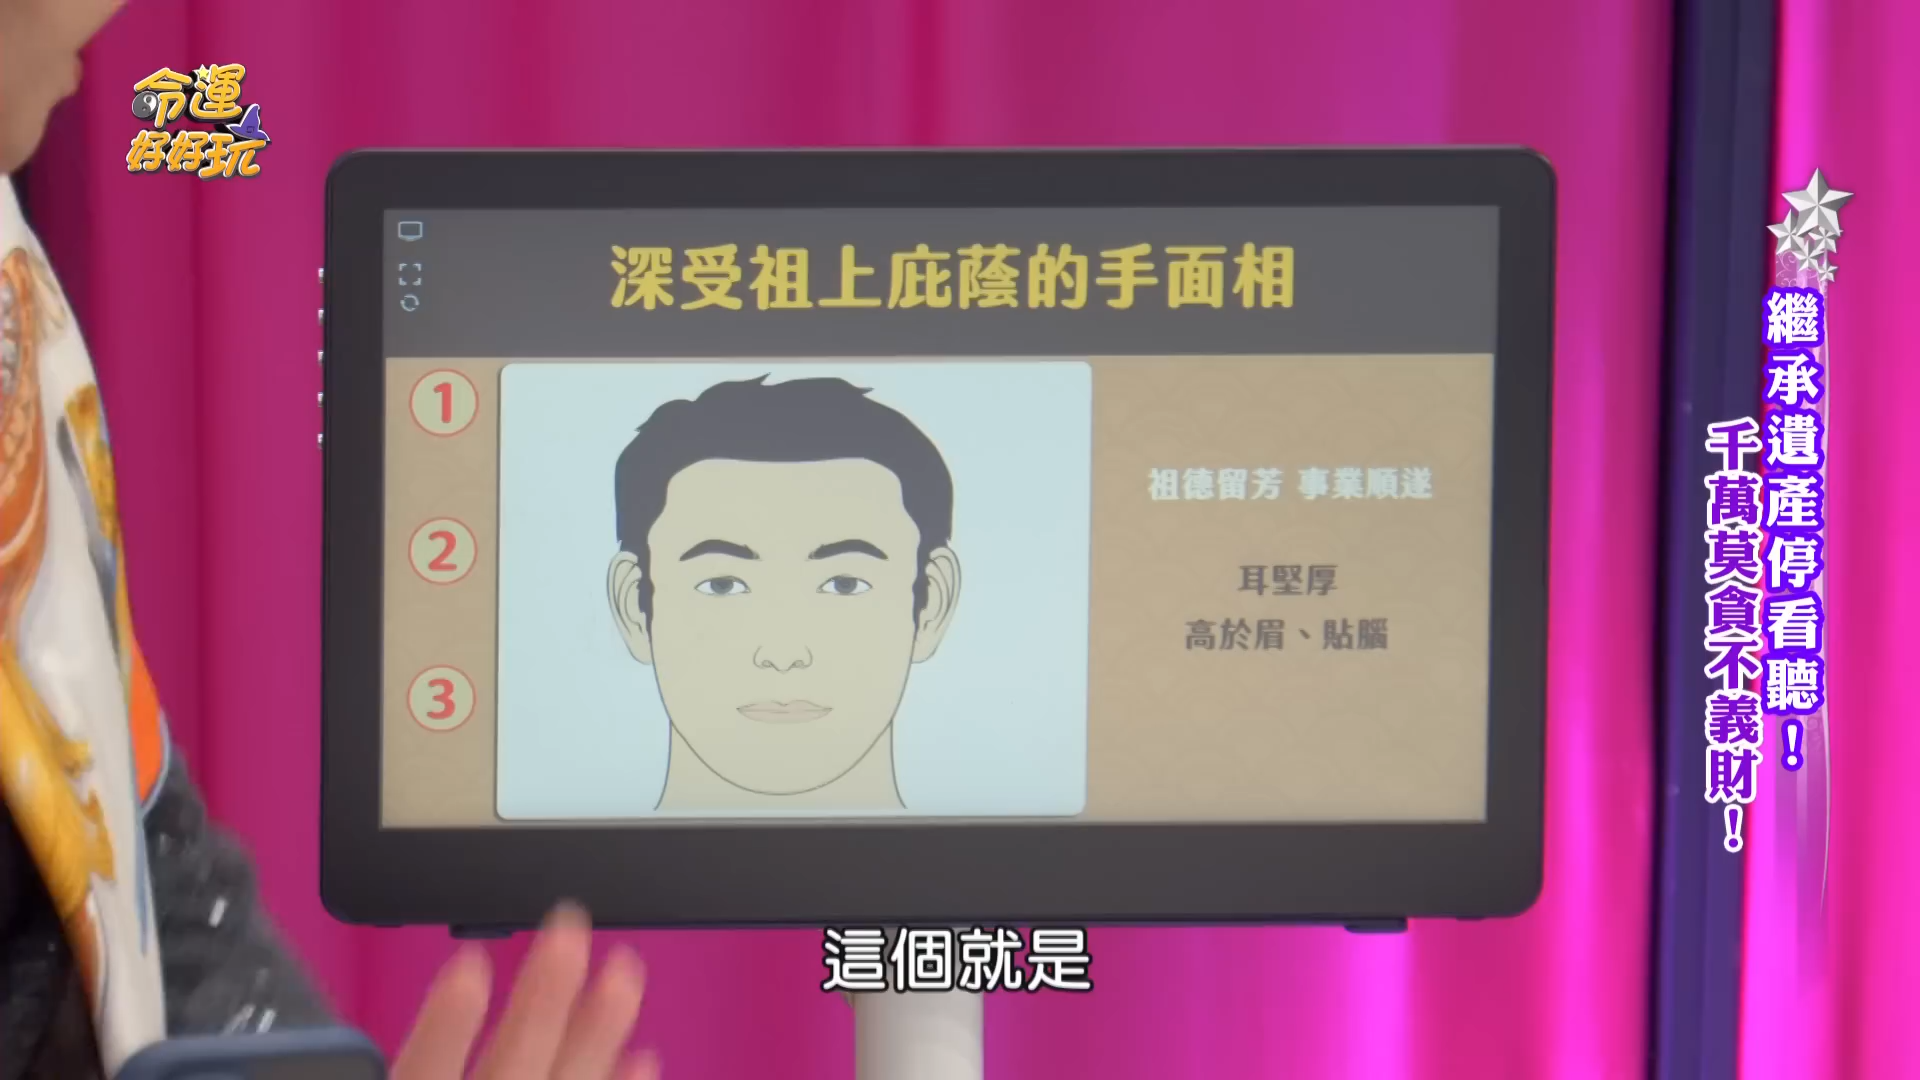 命運
好好玩
深受祖上庇蔭的手面相
1
2
3
祖德留芳 事業順遂
耳堅厚
高於眉、貼腦
繼承遺產停看聽！
千萬莫貪不義財！
這個就是